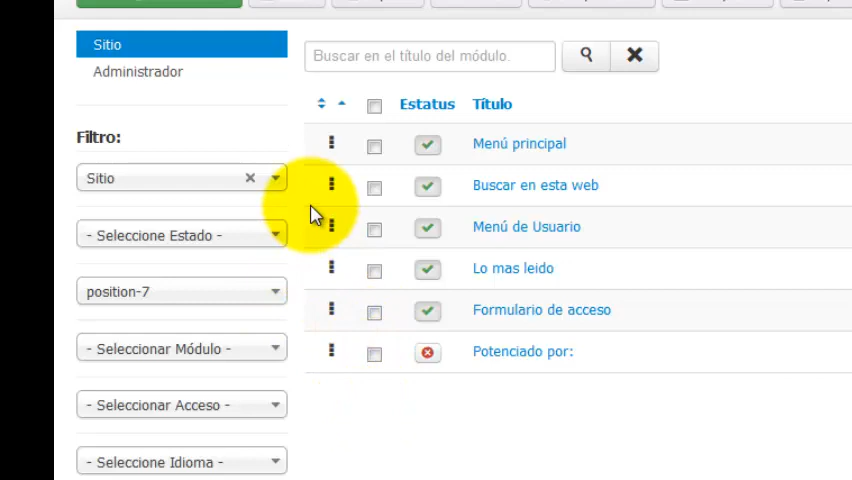 Sitio
Administrador
Filtro:
Sitio
- Seleccione Estado -
position-7
- Seleccionar Módulo -
- Seleccionar Acceso -
- Seleccione Idioma -
Buscar en el título del módulo.
Estatus Título
Menú principal
Buscar en esta web
Menú de Usuario
Lo mas leido
Formulario de acceso
Potenciado por: